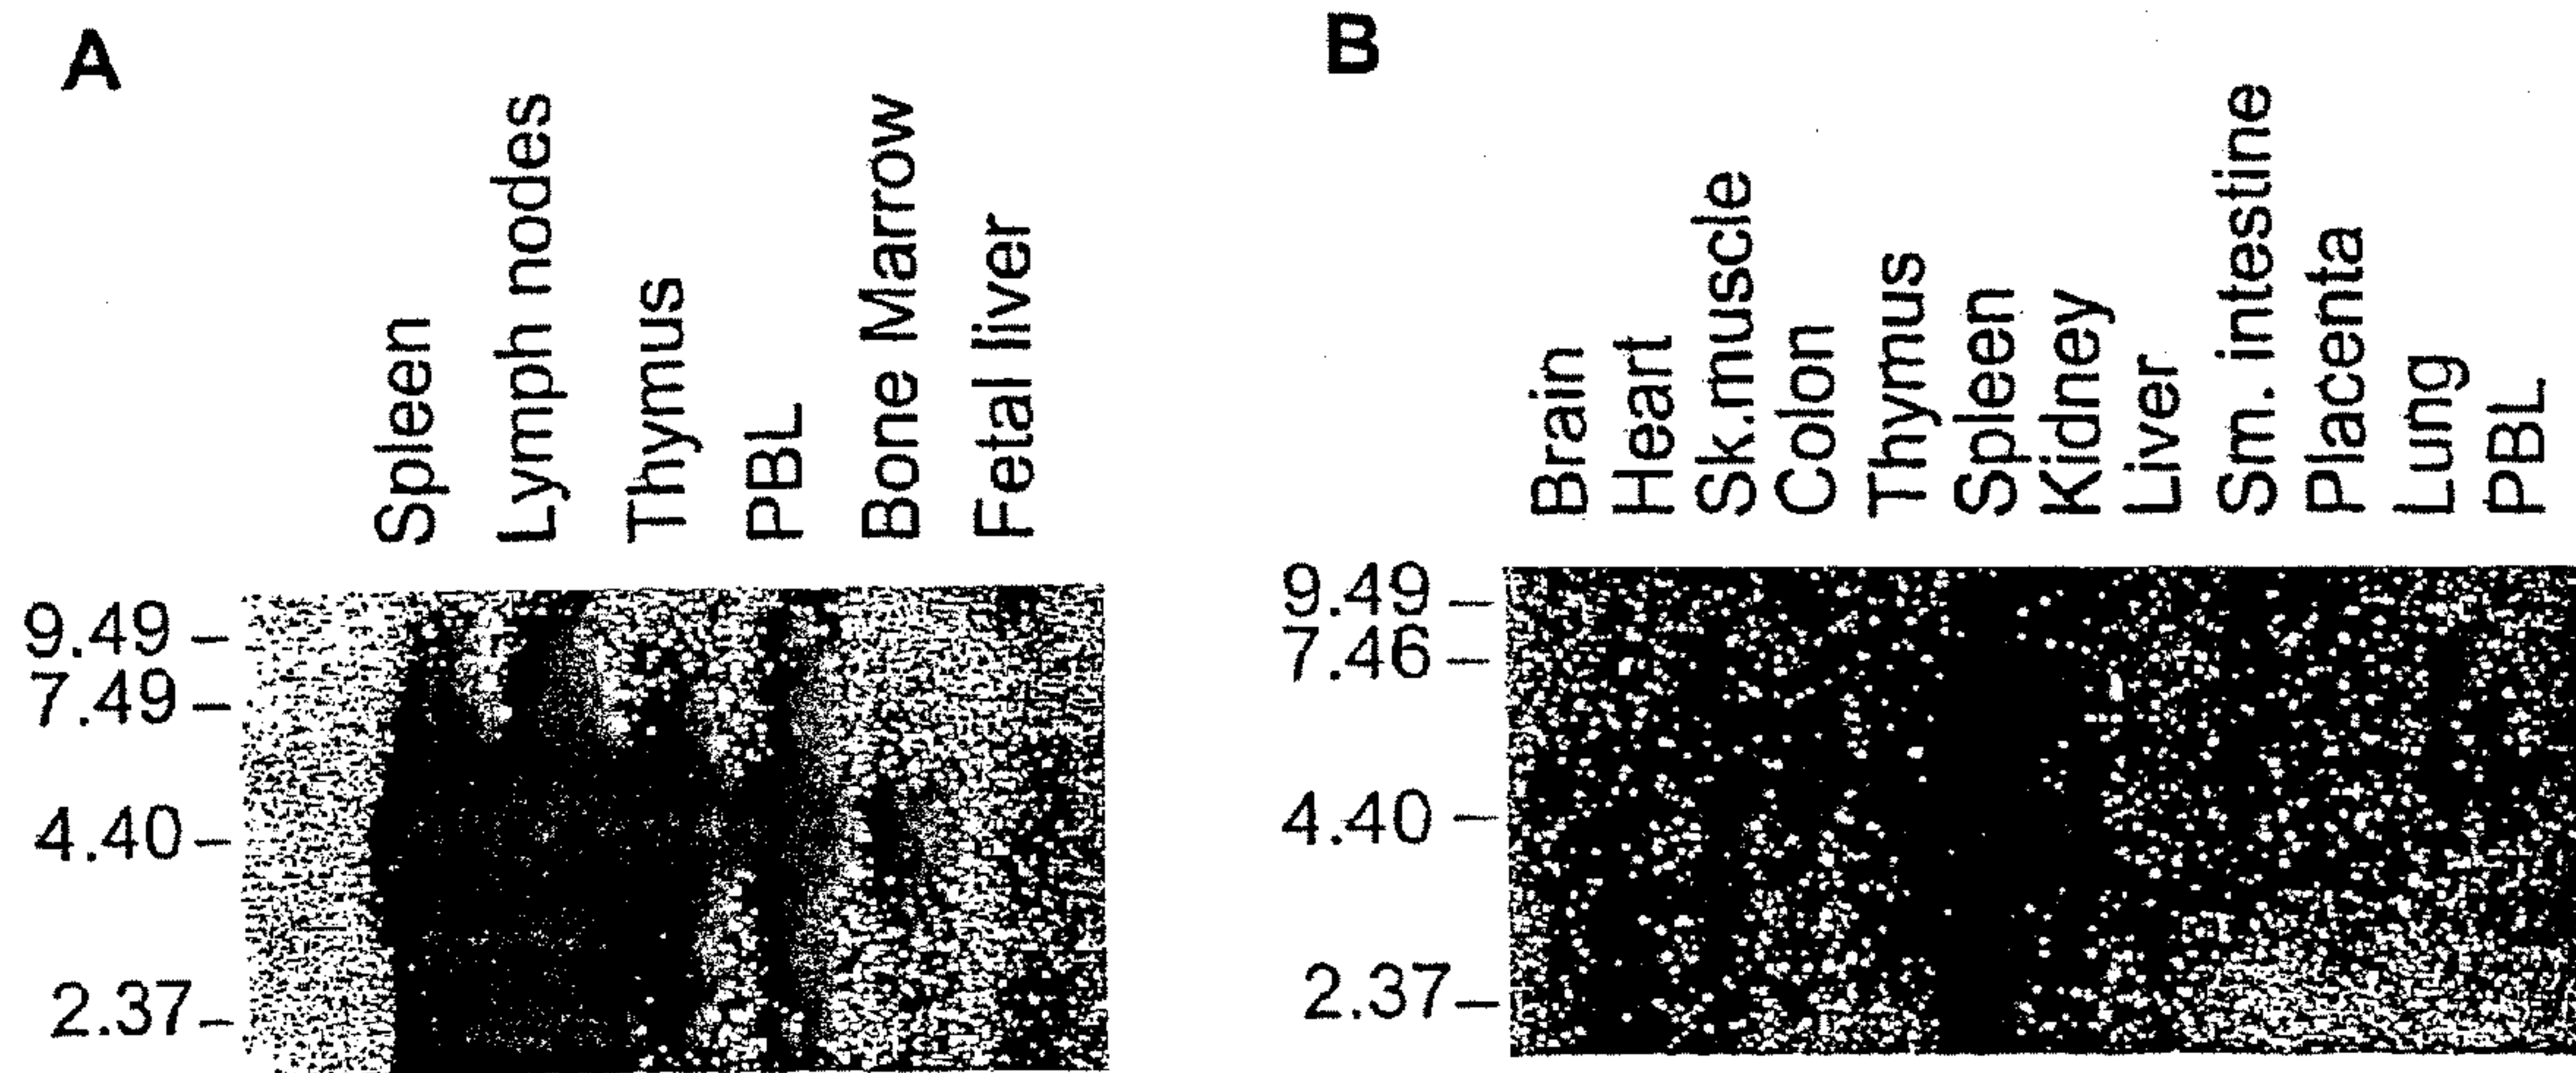 A
Spleen
Lymph nodes
Thymus
PBL
Bone Marrow
Fetal liver
9.49
7.49
4.40
2.37
B
Brain
Heart
Sk.muscle
Colon
Thymus
Spleen
Kidney
Liver
Sm. intestine
Placenta
Lung
PBL
9.49
7.46
4.40
2.37